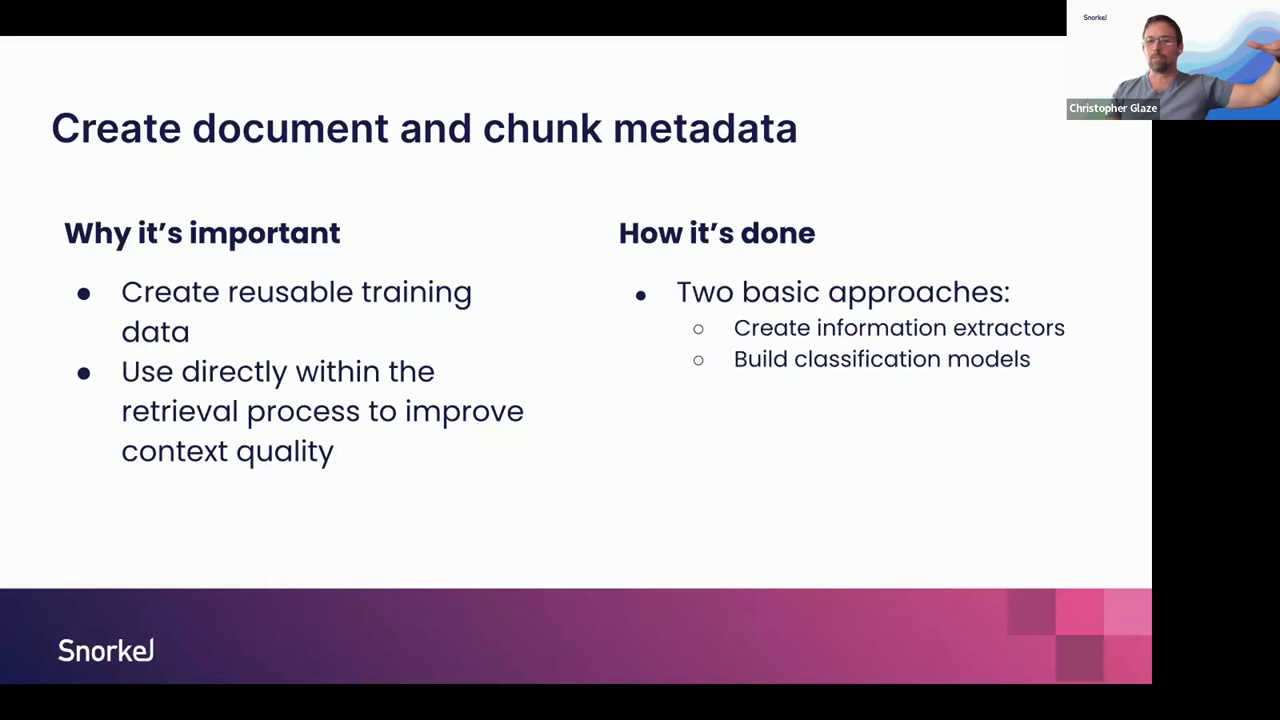 Snorkel
Christopher Glaze
Create document and chunk metadata
Why it's important
● Create reusable training
data
● Use directly within the
retrieval process to improve
context quality
How it's done
● Two basic approaches:
○ Create information extractors
○ Build classification models
Snorkel